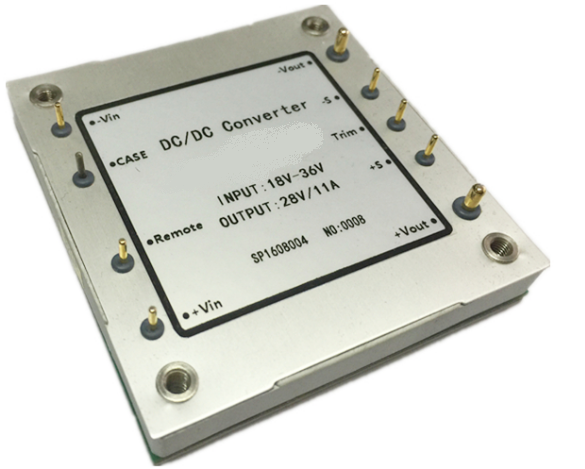 -Vout
-Vin
DC/DC Converter
-S
CASE
Trim
INPUT:18V-36V
+S
Remote
OUTPUT:28V/11A
SP1608004 NO:0008
+Vout
+Vin